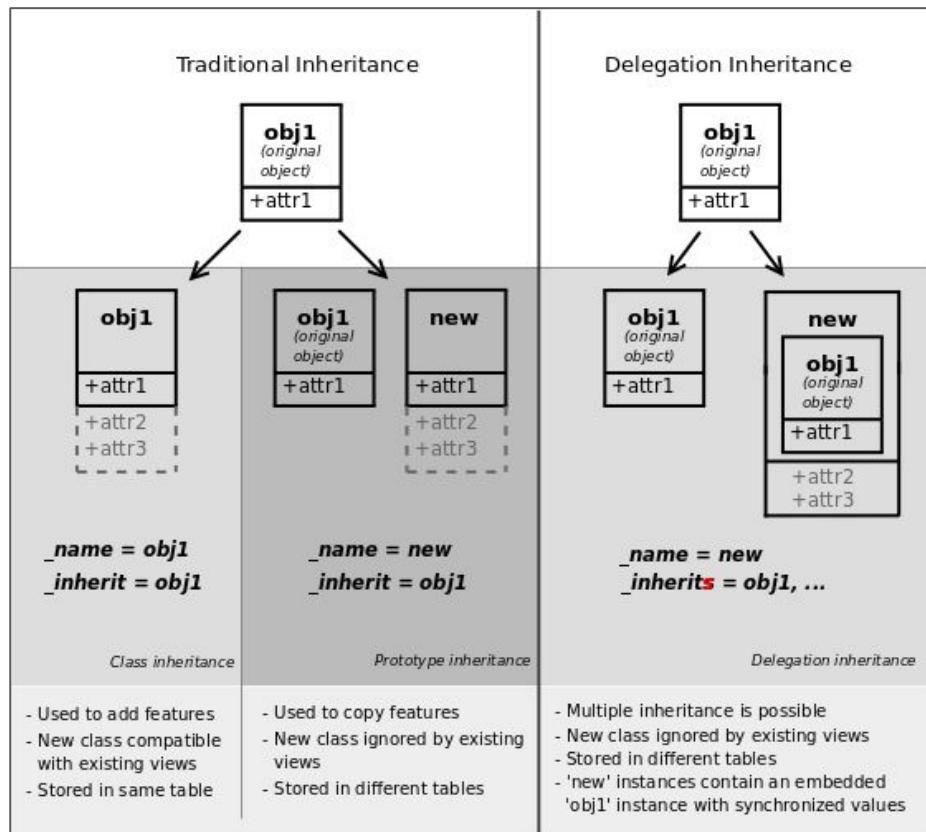 Traditional Inheritance
obj1
(original
object)
+attr1
obj1
+attr1
+attr2
+attr3
_name = obj1
_inherit = obj1
Class inheritance
- Used to add features
- New class compatible
with existing views
- Stored in same table
obj1
(original
object)
+attr1
new
+attr1
+attr2
+attr3
_name = new
_inherit = obj1
Prototype inheritance
- Used to copy features
- New class ignored by existing
views
- Stored in different tables
Delegation Inheritance
obj1
(original
object)
+attr1
obj1
(original
object)
+attr1
new
obj1
(original
object)
+attr1
+attr2
+attr3
_name = new
_inherits = obj1, ...
Delegation inheritance
- Multiple inheritance is possible
- New class ignored by existing views
- Stored in different tables
- 'new' instances contain an embedded
'obj1' instance with synchronized values